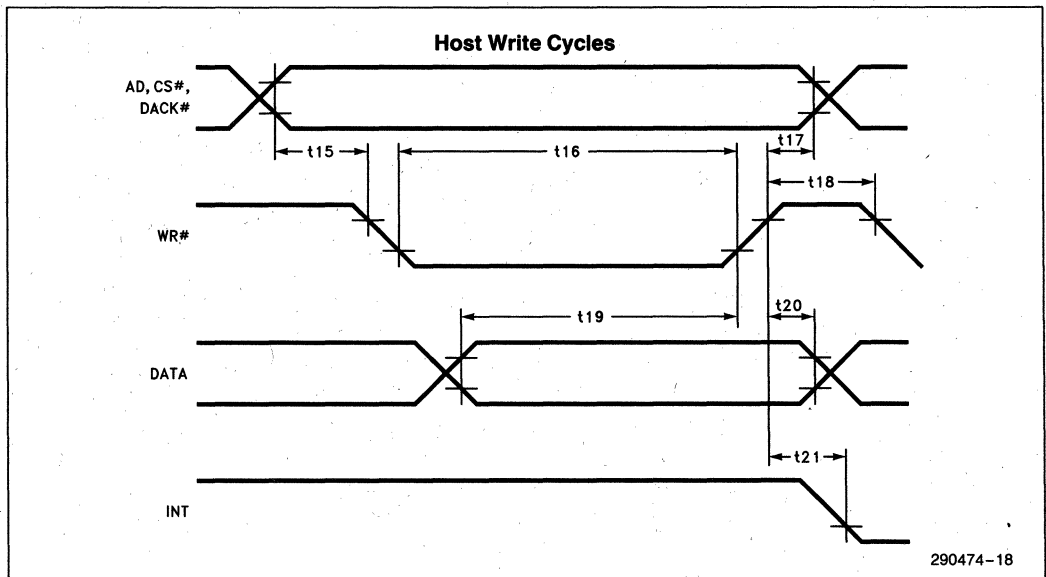 Host Write Cycles
AD, CS#,
DACK#
t15
t16
t17
t18
WR#
t19
t20
DATA
t21
INT
290474-18